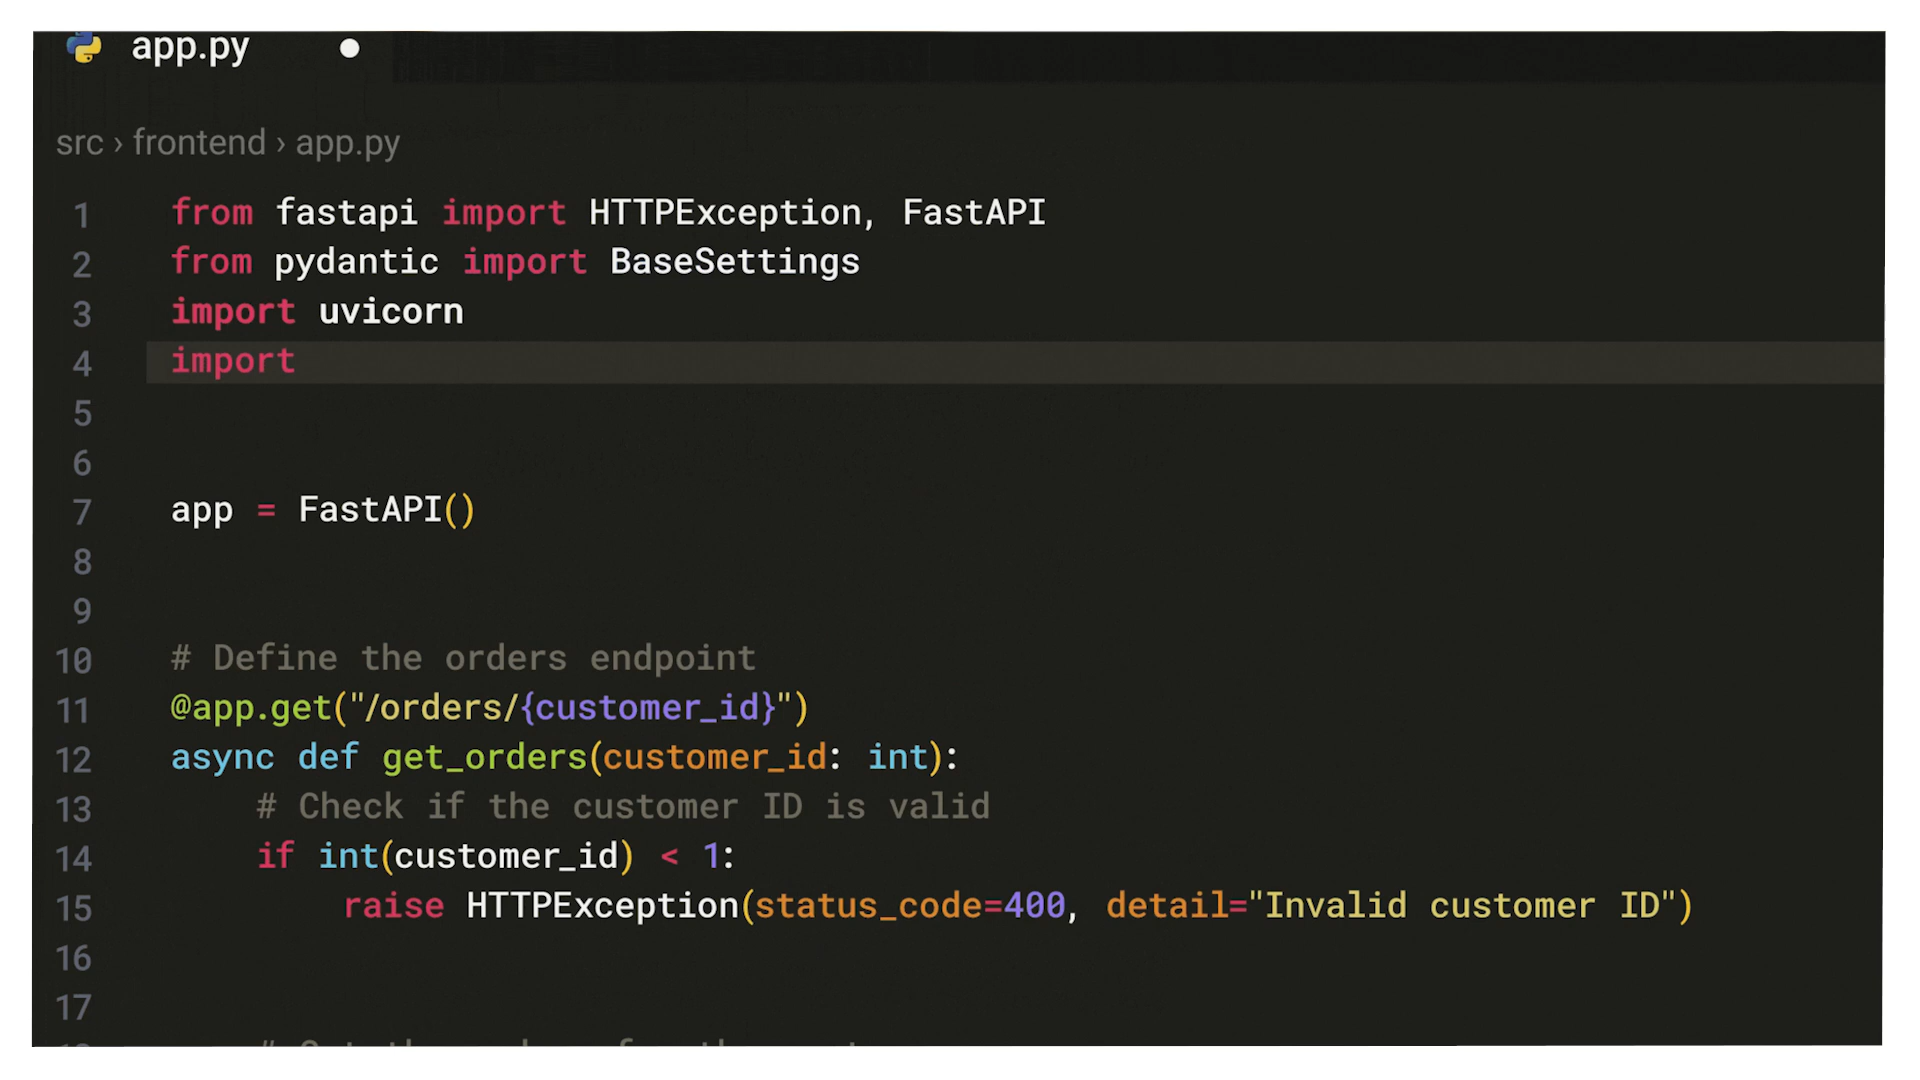 app.py
src › frontend › app.py
1 from fastapi import HTTPException, FastAPI
2 from pydantic import BaseSettings
3 import uvicorn
4 import
5
6
7 app = FastAPI()
8
9
10 # Define the orders endpoint
11 @app.get("/orders/{customer_id}")
12 async def get_orders(customer_id: int):
13     # Check if the customer ID is valid
14     if int(customer_id) < 1:
15         raise HTTPException(status_code=400, detail="Invalid customer ID")
16
17